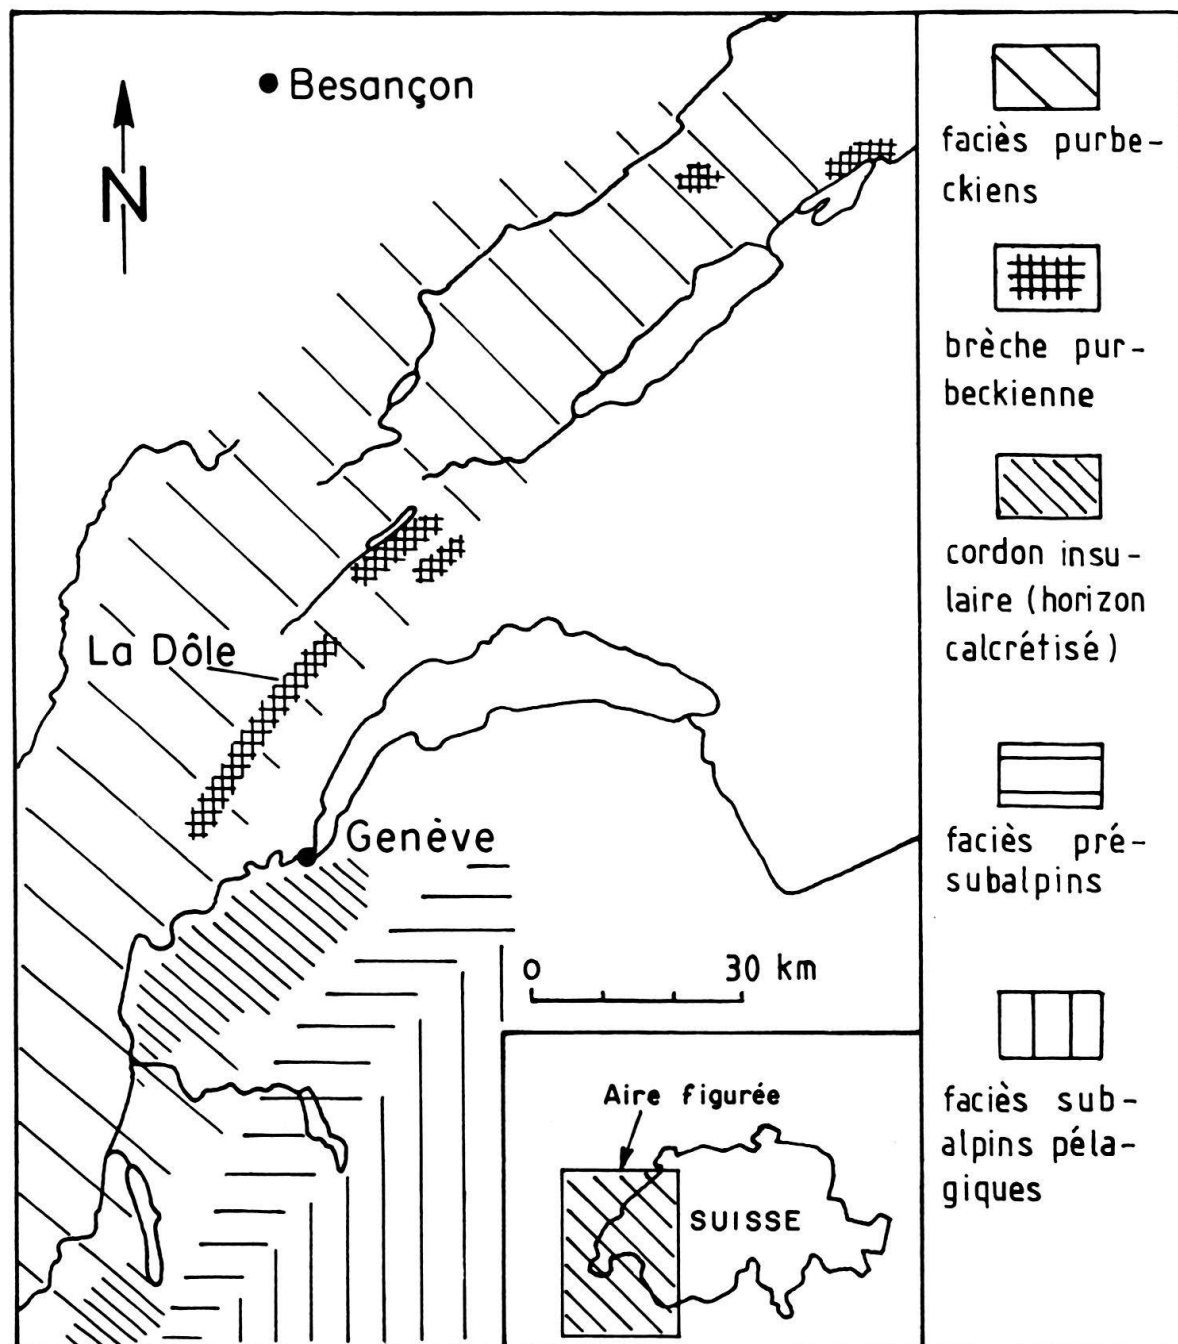 Besançon
N
La Dôle
Genève
0 30 km
Aire figurée
SUISSE
faciès purbe-
ckiens
brèche pur-
beckienne
cordon insu-
laire (horizon
calcrétisé)
faciès pré-
subalpins
faciès sub-
alpins péla-
giques